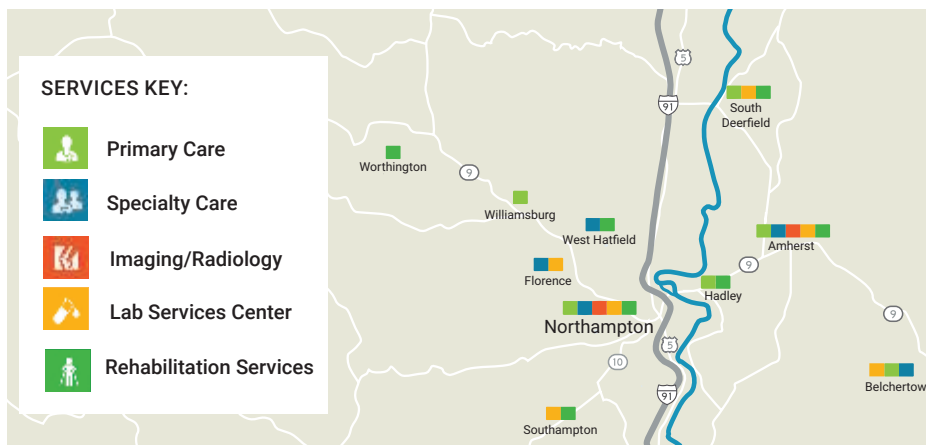 SERVICES KEY:
Primary Care
Specialty Care
Imaging/Radiology
Lab Services Center
Rehabilitation Services
5
91
South
Deerfield
Worthington
9
Williamsburg
West Hatfield
Amherst
Florence
9
Hadley
Northampton
9
5
10
91
Belchertow
Southampton